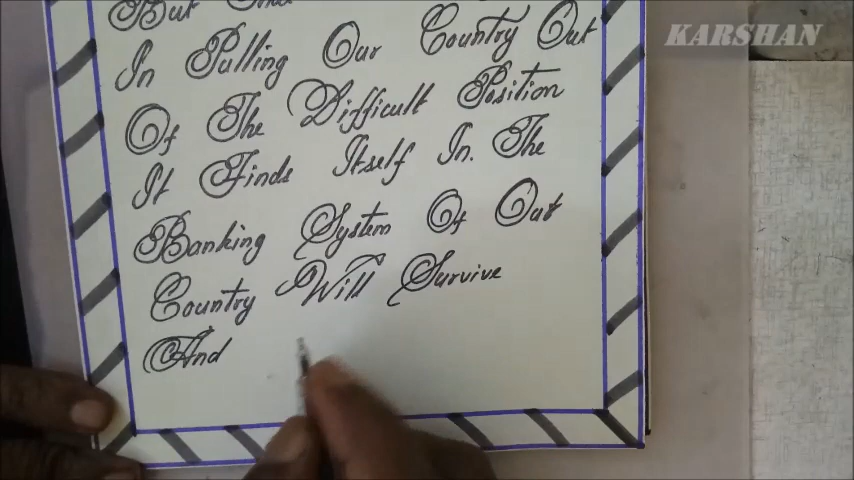 But
In Pulling Our Country Out
Of The Difficult Position
It Finds Itself In. The
Banking System Of Out
Country Will Survive
And
KARSHAN